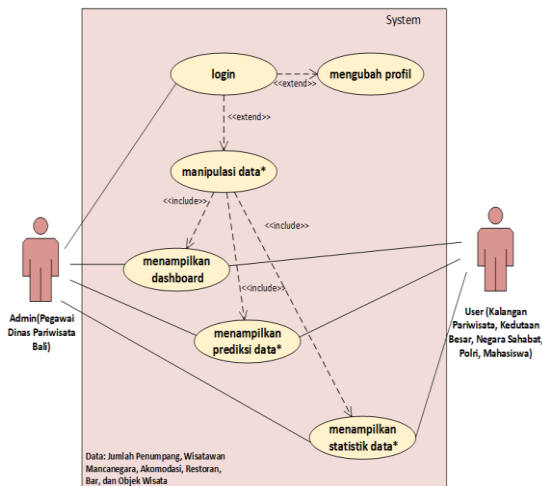 System
login
mengubah profil
<<extend>>
<<extend>>
manipulasi data*
<<include>>
<<include>>
menampilkan
dashboard
<<include>>
Admin(Pegawai
Dinas Pariwisata
Bali)
User (Kalangan
Pariwisata, Kedutaan
Besar, Negara Sahabat,
Polri, Mahasiswa)
menampilkan
prediksi data*
menampilkan
statistik data*
Data: Jumlah Penumpang, Wisatawan
Mancanegara, Akomodasi, Restoran,
Bar, dan Objek Wisata